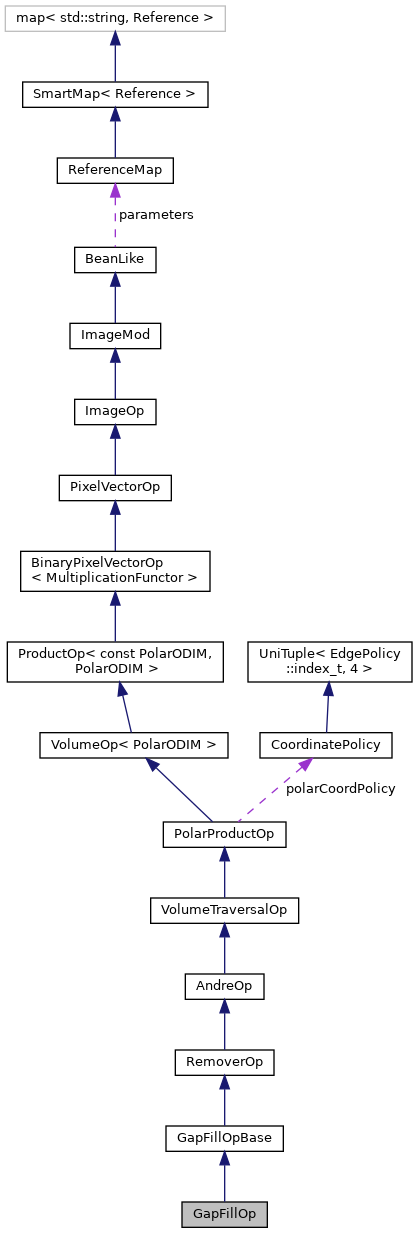 map< std::string, Reference >
SmartMap< Reference >
ReferenceMap
parameters
BeanLike
ImageMod
ImageOp
PixelVectorOp
BinaryPixelVectorOp
< MultiplicationFunctor >
ProductOp< const PolarODIM,
PolarODIM >
UniTuple< EdgePolicy
::index_t, 4 >
VolumeOp< PolarODIM >
CoordinatePolicy
polarCoordPolicy
PolarProductOp
VolumeTraversalOp
AndreOp
RemoverOp
GapFillOpBase
GapFillOp